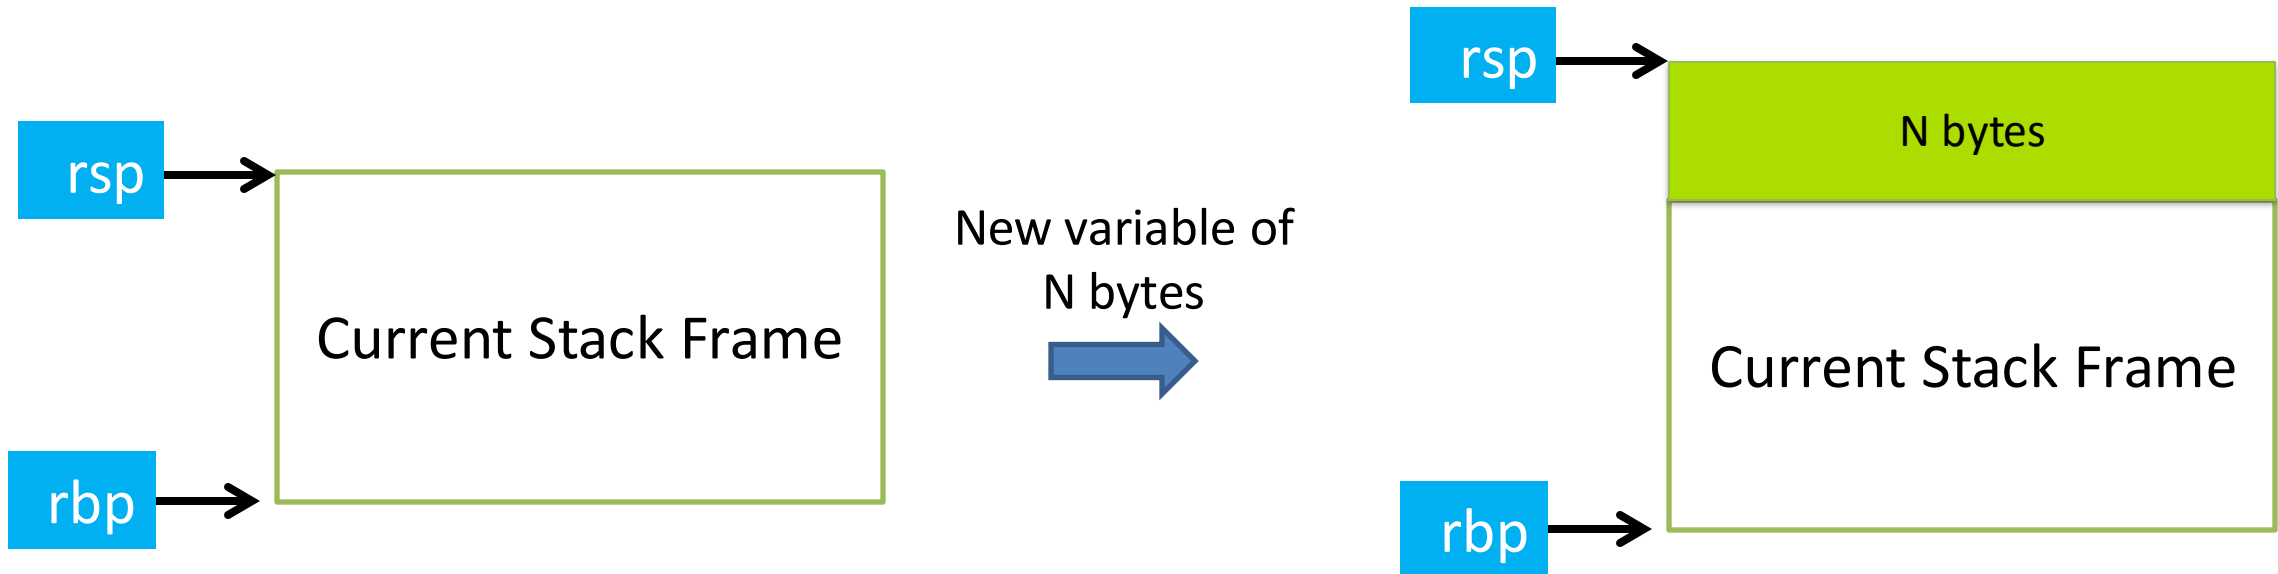 rsp
Current Stack Frame
rbp
New variable of
N bytes
rsp
N bytes
Current Stack Frame
rbp